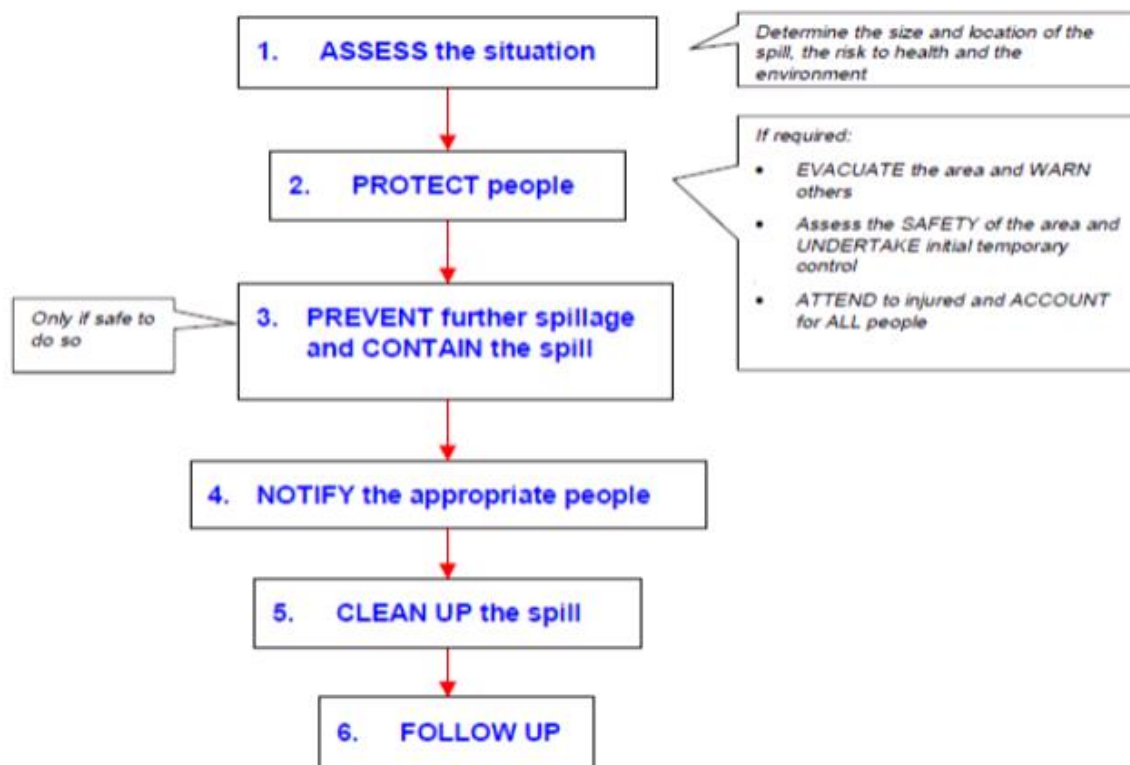 1. ASSESS the situation
Determine the size and location of the
spill, the risk to health and the
environment
2. PROTECT people
If required:
• EVACUATE the area and WARN
others
• Assess the SAFETY of the area and
UNDERTAKE initial temporary
control
• ATTEND to injured and ACCOUNT
for ALL people
Only if safe to
do so
3. PREVENT further spillage
and CONTAIN the spill
4. NOTIFY the appropriate people
5. CLEAN UP the spill
6. FOLLOW UP